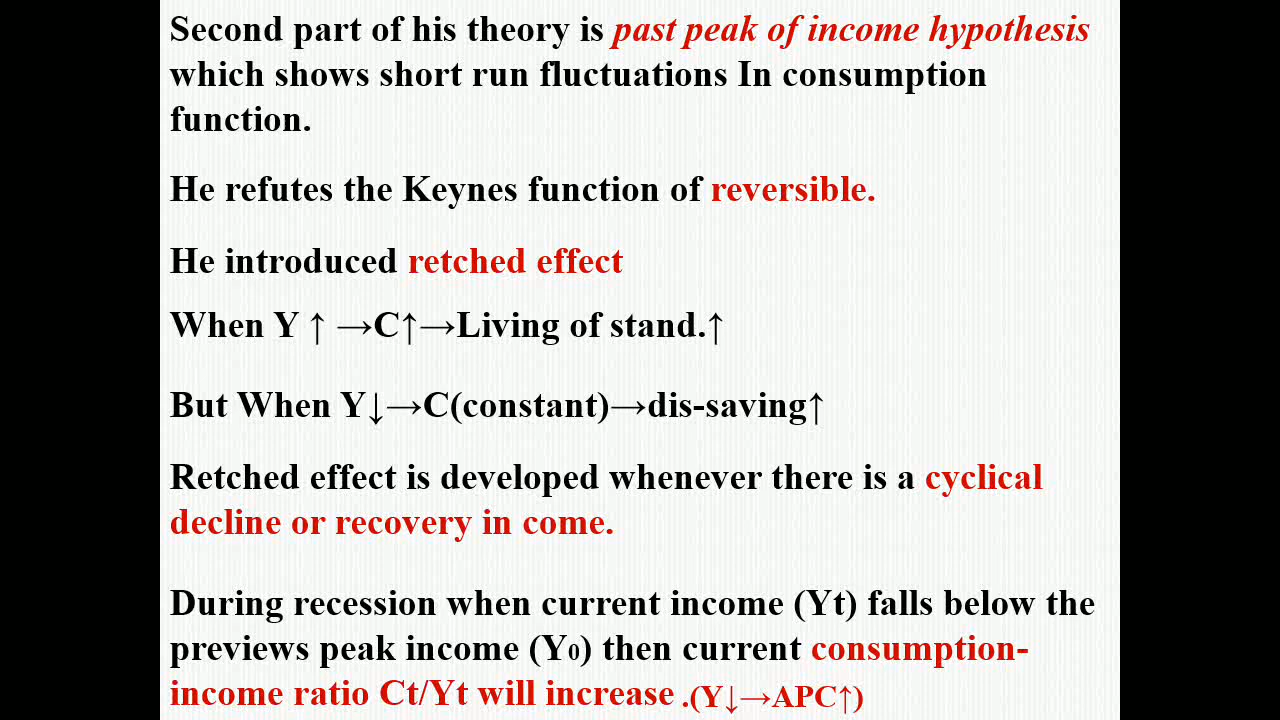 Second part of his theory is past peak of income hypothesis
which shows short run fluctuations In consumption
function.
He refutes the Keynes function of reversible.
He introduced retched effect
When Y ↑ →C↑→Living of stand.↑
But When Y↓→C(constant)→dis-saving↑
Retched effect is developed whenever there is a cyclical
decline or recovery in come.
During recession when current income (Yt) falls below the
previews peak income (Y₀) then current consumption-
income ratio Ct/Yt will increase .(Y↓→APC↑)